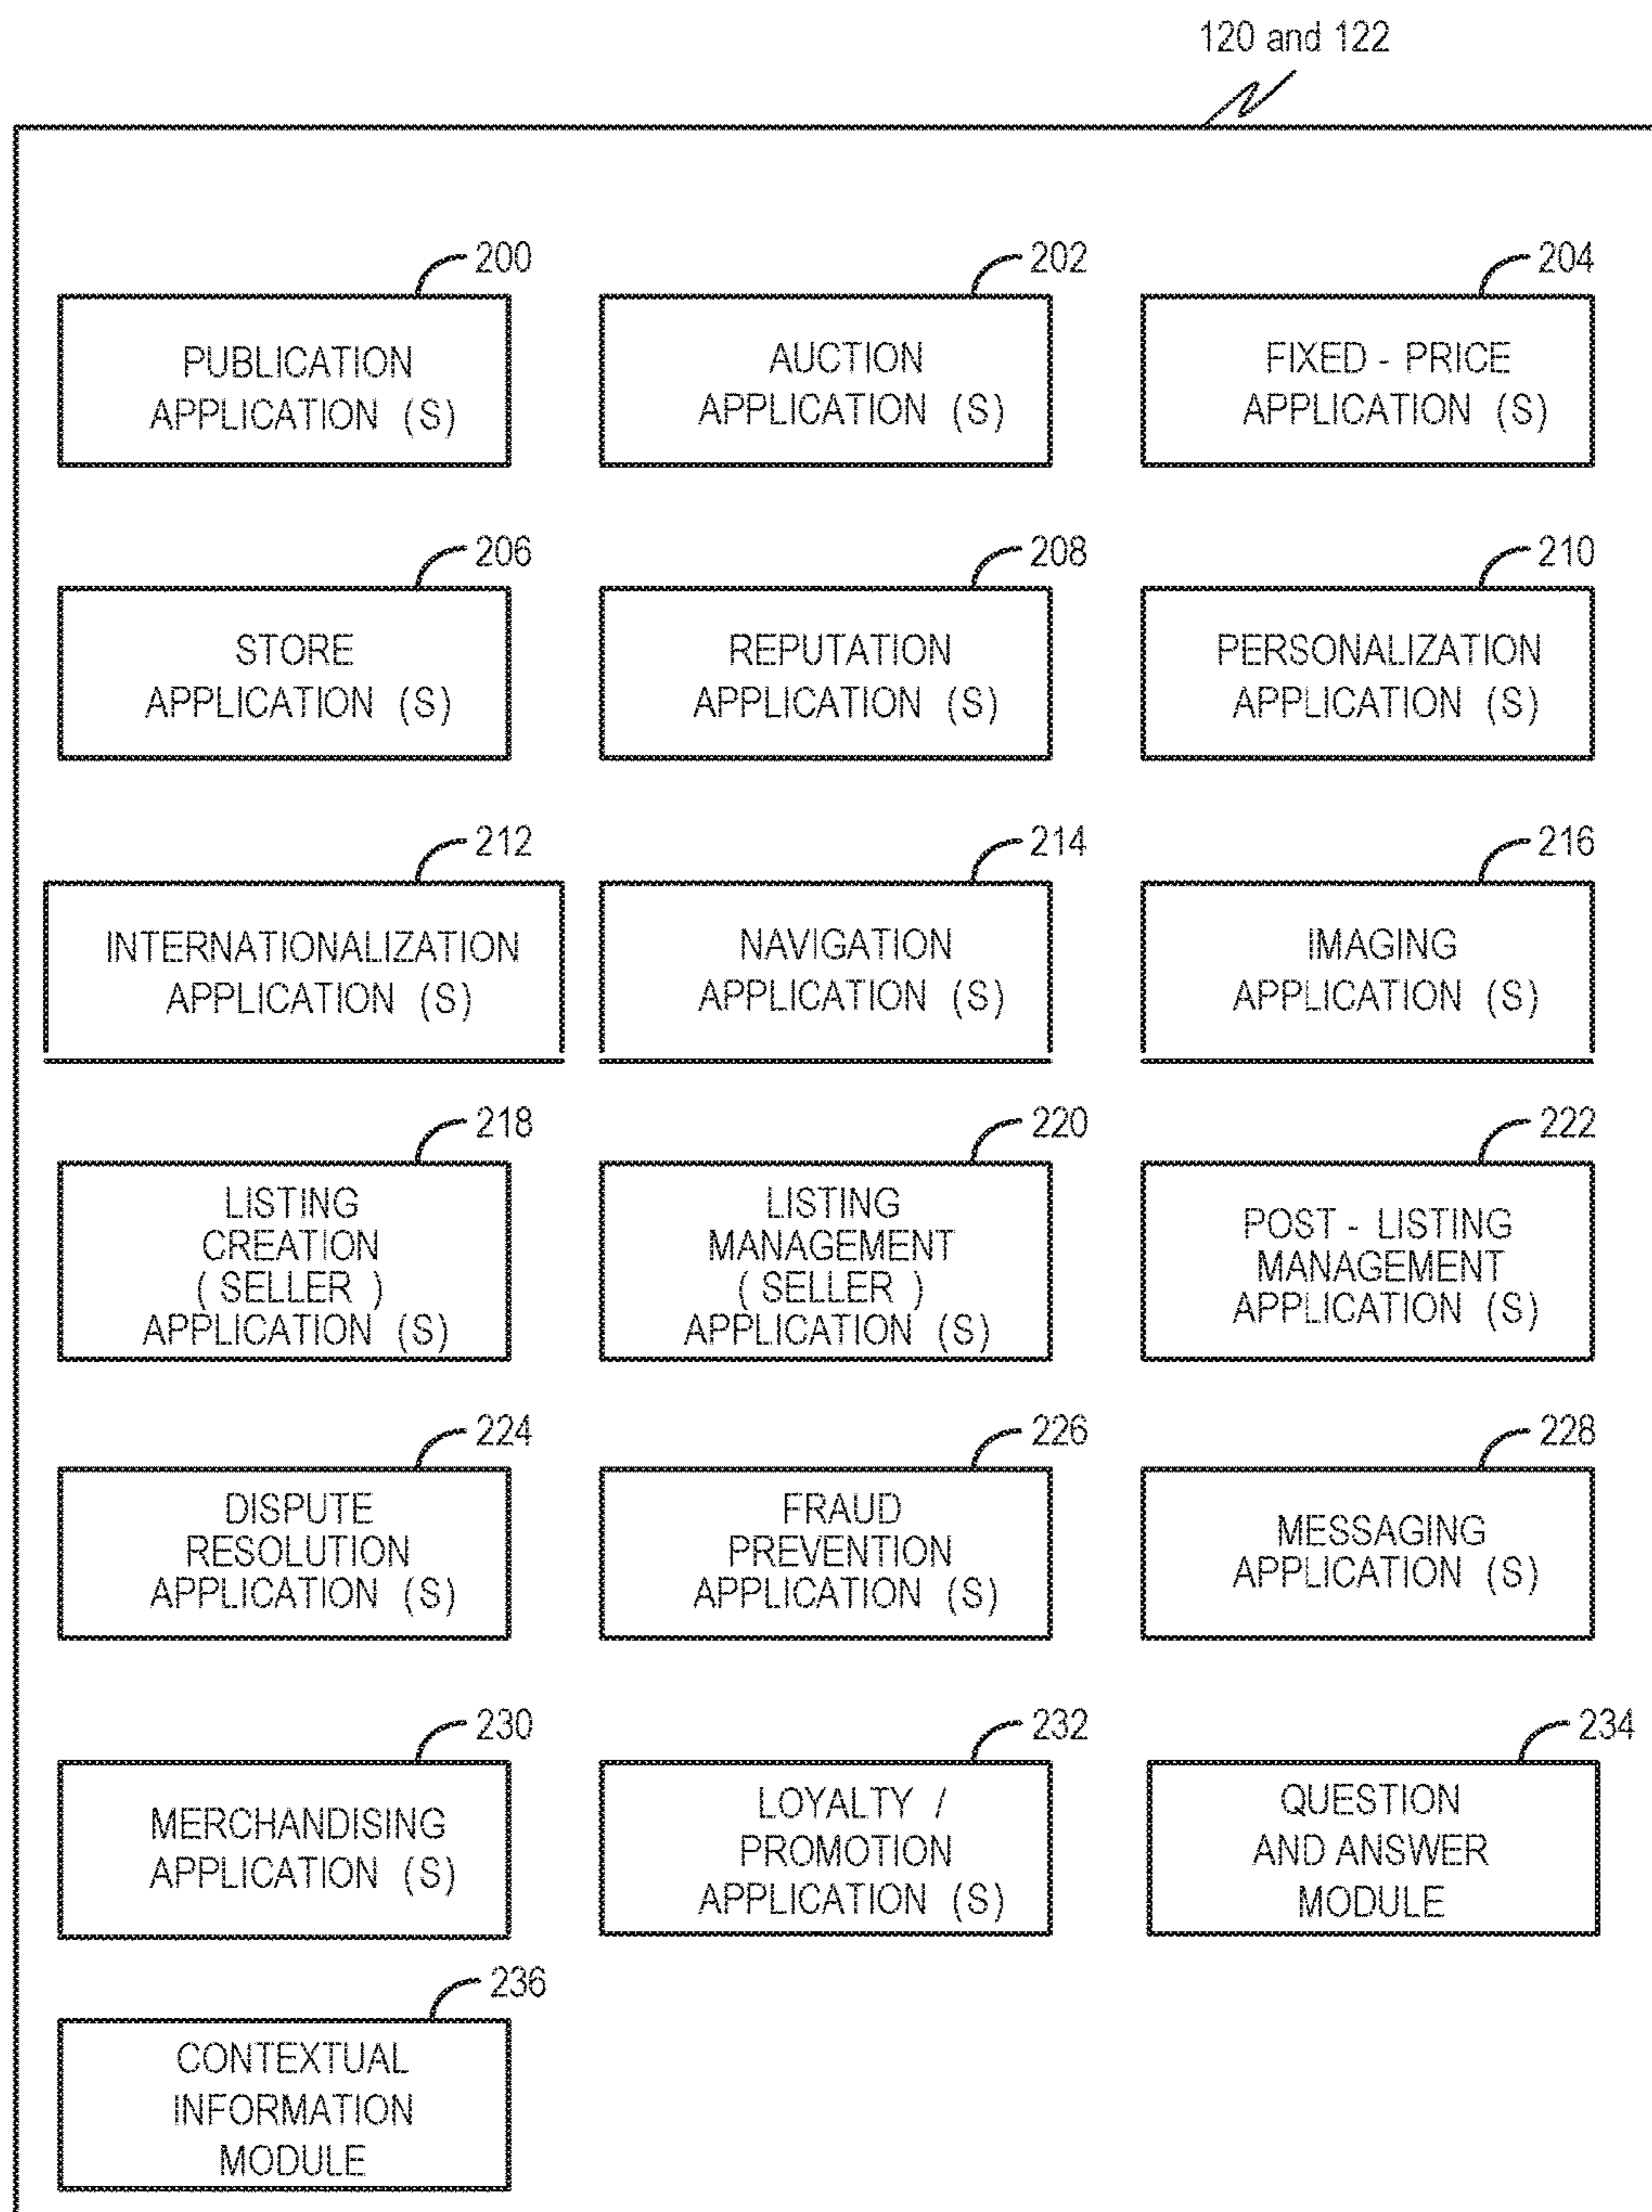 120 and 122
200
PUBLICATION
APPLICATION (S)
202
AUCTION
APPLICATION (S)
204
FIXED - PRICE
APPLICATION (S)
206
STORE
APPLICATION (S)
208
REPUTATION
APPLICATION (S)
210
PERSONALIZATION
APPLICATION (S)
212
INTERNATIONALIZATION
APPLICATION (S)
214
NAVIGATION
APPLICATION (S)
216
IMAGING
APPLICATION (S)
218
LISTING
CREATION
( SELLER )
APPLICATION (S)
220
LISTING
MANAGEMENT
( SELLER )
APPLICATION (S)
222
POST - LISTING
MANAGEMENT
APPLICATION (S)
224
DISPUTE
RESOLUTION
APPLICATION (S)
226
FRAUD
PREVENTION
APPLICATION (S)
228
MESSAGING
APPLICATION (S)
230
MERCHANDISING
APPLICATION (S)
232
LOYALTY /
PROMOTION
APPLICATION (S)
234
QUESTION
AND ANSWER
MODULE
236
CONTEXTUAL
INFORMATION
MODULE